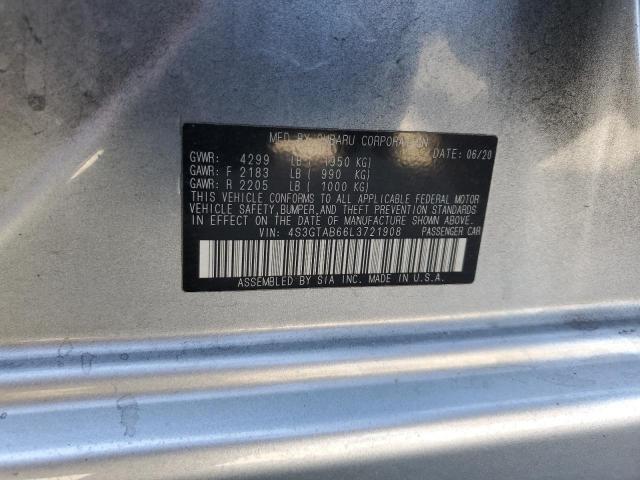 MFD BY SUBARU CORPORATION
GVWR: 4299 LB ( 1950 KG) DATE: 06/20
GAWR: F 2183 LB ( 990 KG)
GAWR: R 2205 LB ( 1000 KG)
THIS VEHICLE CONFORMS TO ALL APPLICABLE FEDERAL MOTOR
VEHICLE SAFETY, BUMPER, AND THEFT PREVENTION STANDARDS
IN EFFECT ON THE DATE OF MANUFACTURE SHOWN ABOVE.
VIN: 4S3GTAB66L3721908 PASSENGER CAR
ASSEMBLED BY SIA INC. MADE IN U.S.A.